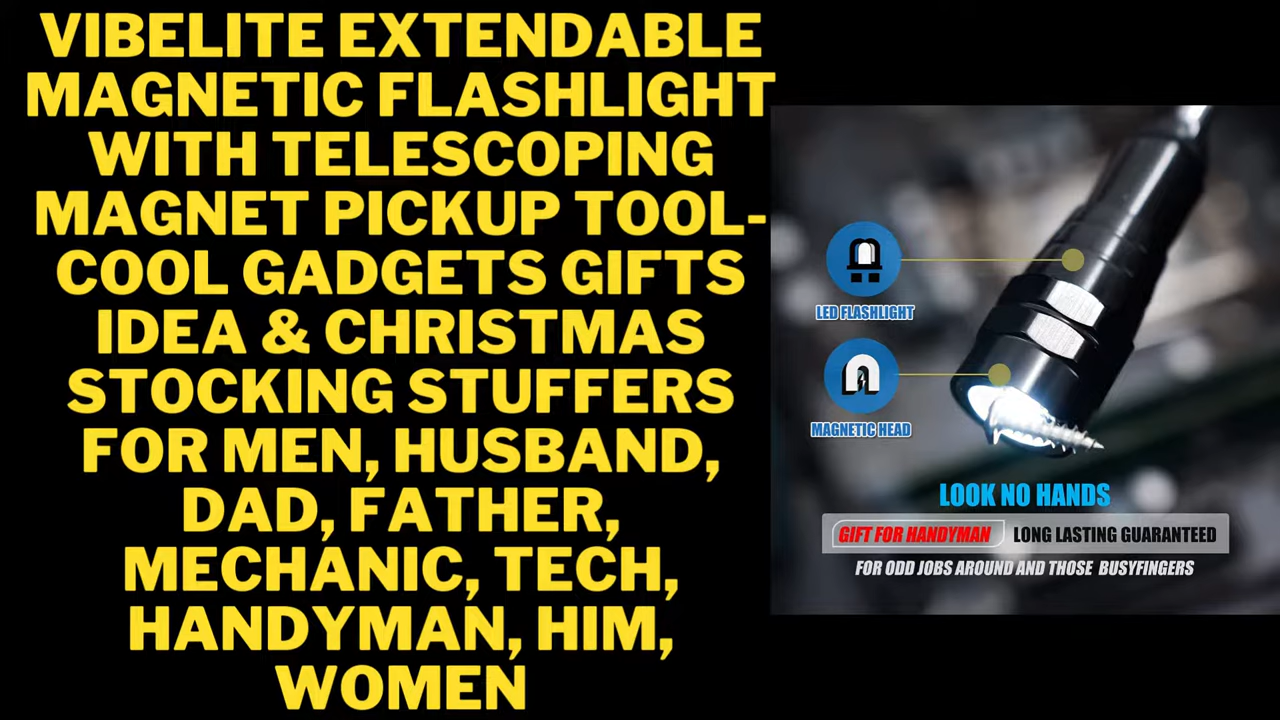 VIBELITE EXTENDABLE
MAGNETIC FLASHLIGHT
WITH TELESCOPING
MAGNET PICKUP TOOL-
COOL GADGETS GIFTS
IDEA & CHRISTMAS
STOCKING STUFFERS
FOR MEN, HUSBAND,
DAD, FATHER,
MECHANIC, TECH,
HANDYMAN, HIM,
WOMEN
LED FLASHLIGHT
MAGNETIC HEAD
LOOK NO HANDS
GIFT FOR HANDYMAN LONG LASTING GUARANTEED
FOR ODD JOBS AROUND AND THOSE BUSYFINGERS